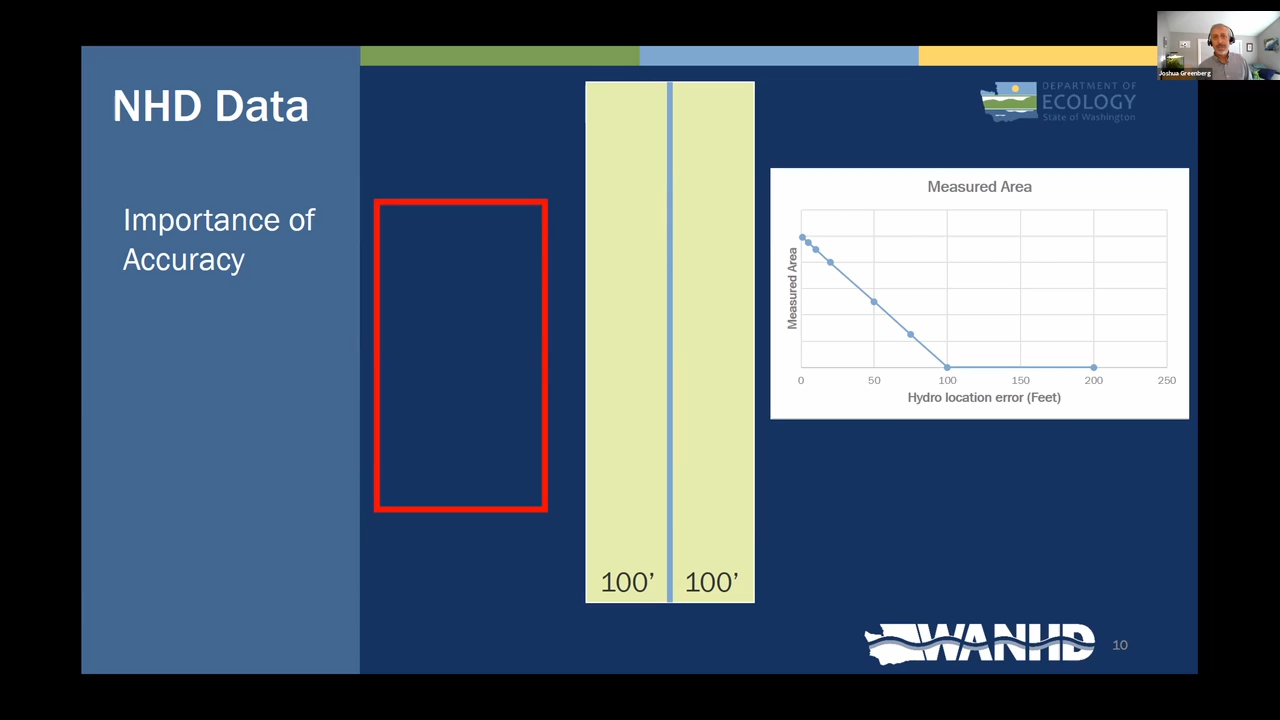 NHD Data
Importance of
Accuracy
100’
100’
DEPARTMENT OF
ECOLOGY
State of Washington
Joshua Greenberg
Measured Area
Measured Area
0
50
100
150
200
250
Hydro location error (Feet)
WANHD
10